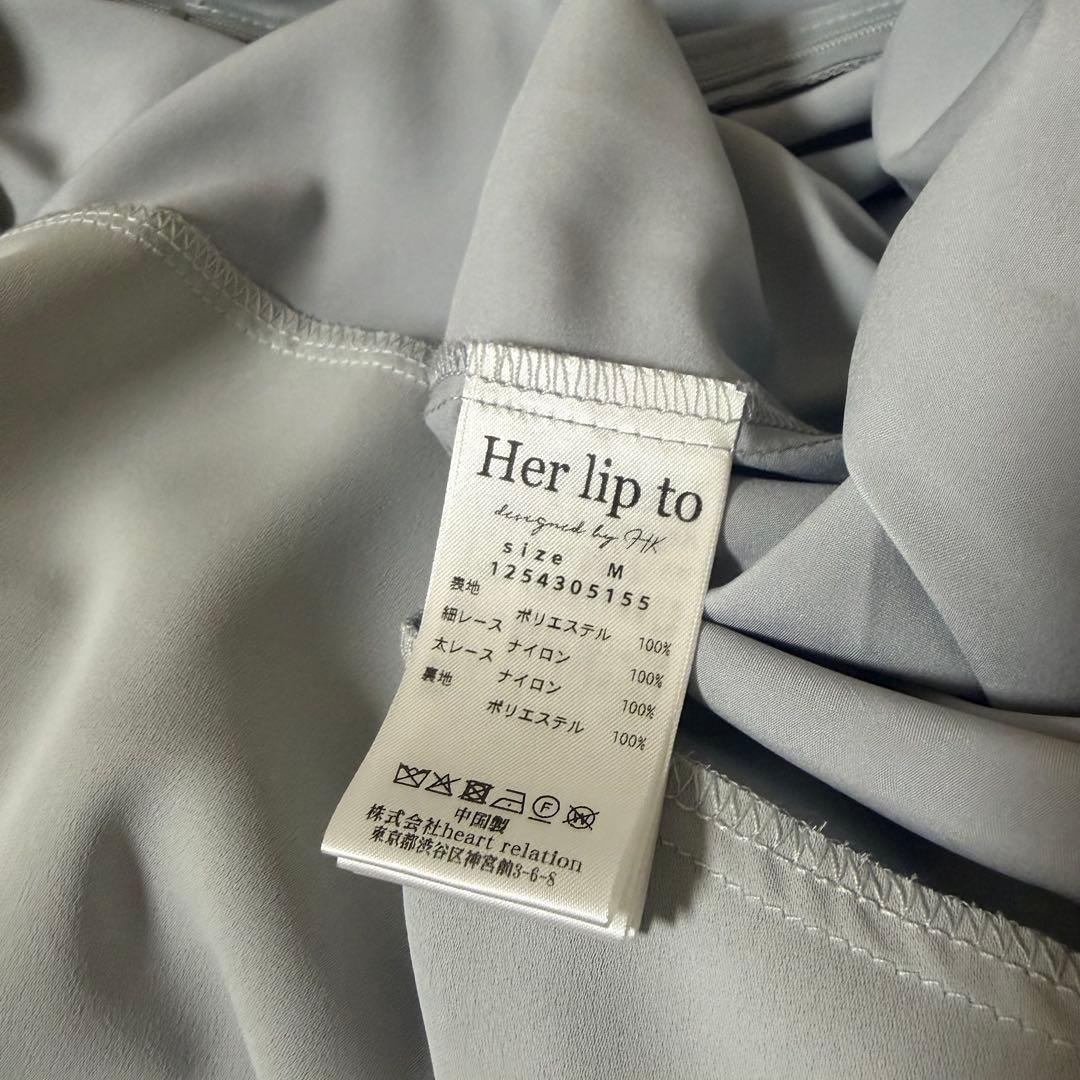 Her lip to
designed by HK
size M
1254305155
表地 ポリエステル 100%
細レース ナイロン 100%
太レース ナイロン 100%
裏地 ポリエステル 100%
F W
中国製
株式会社heart relation
東京都渋谷区神宮前3-6-8